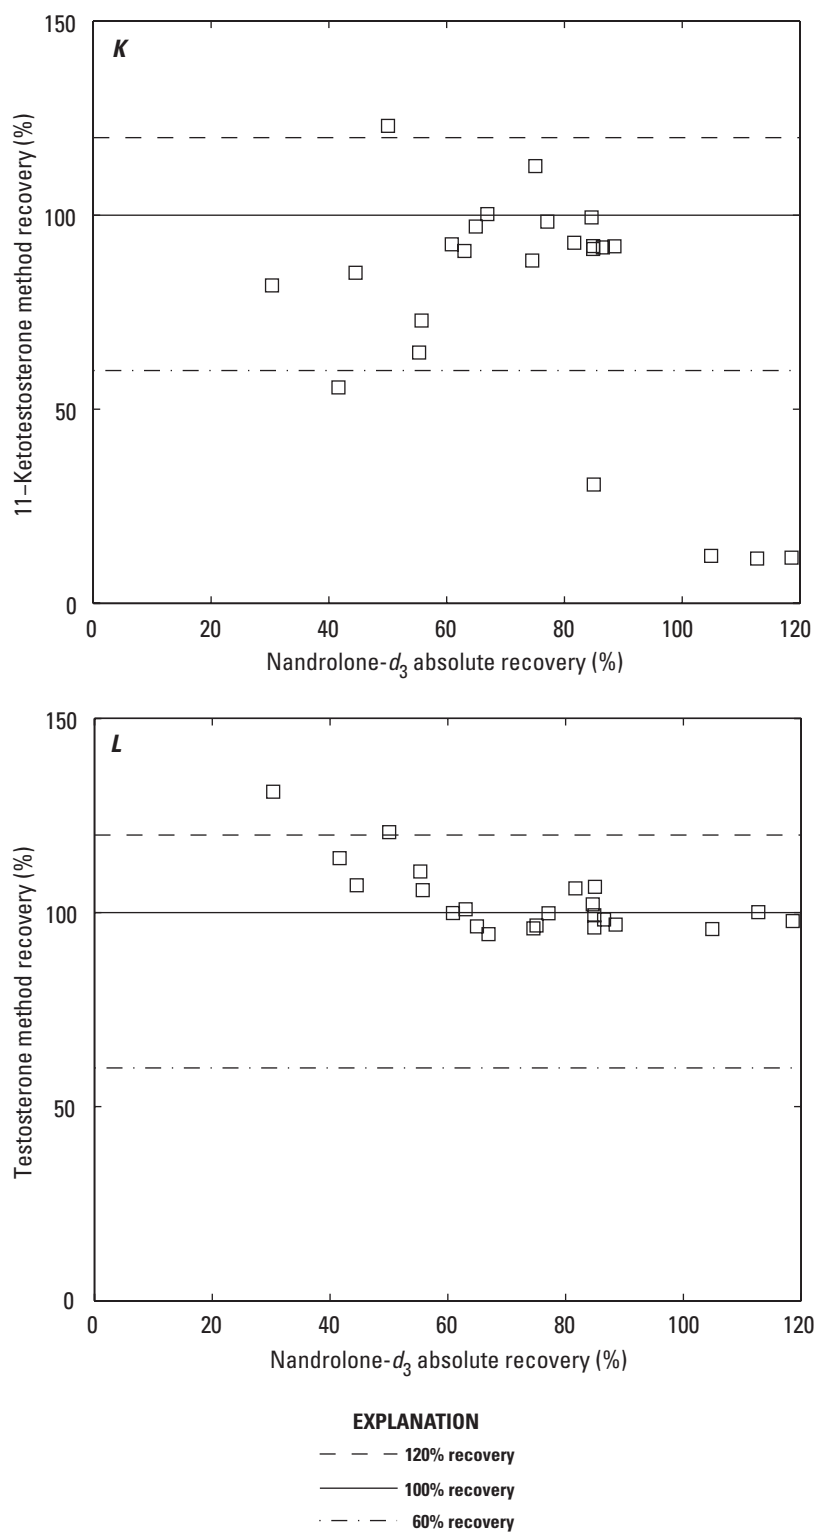 K
11–Ketotestosterone method recovery (%)
150
100
50
0
0 20 40 60 80 100 120
Nandrolone-d3 absolute recovery (%)
L
Testosterone method recovery (%)
150
100
50
0
0 20 40 60 80 100 120
Nandrolone-d3 absolute recovery (%)
EXPLANATION
120% recovery
100% recovery
60% recovery